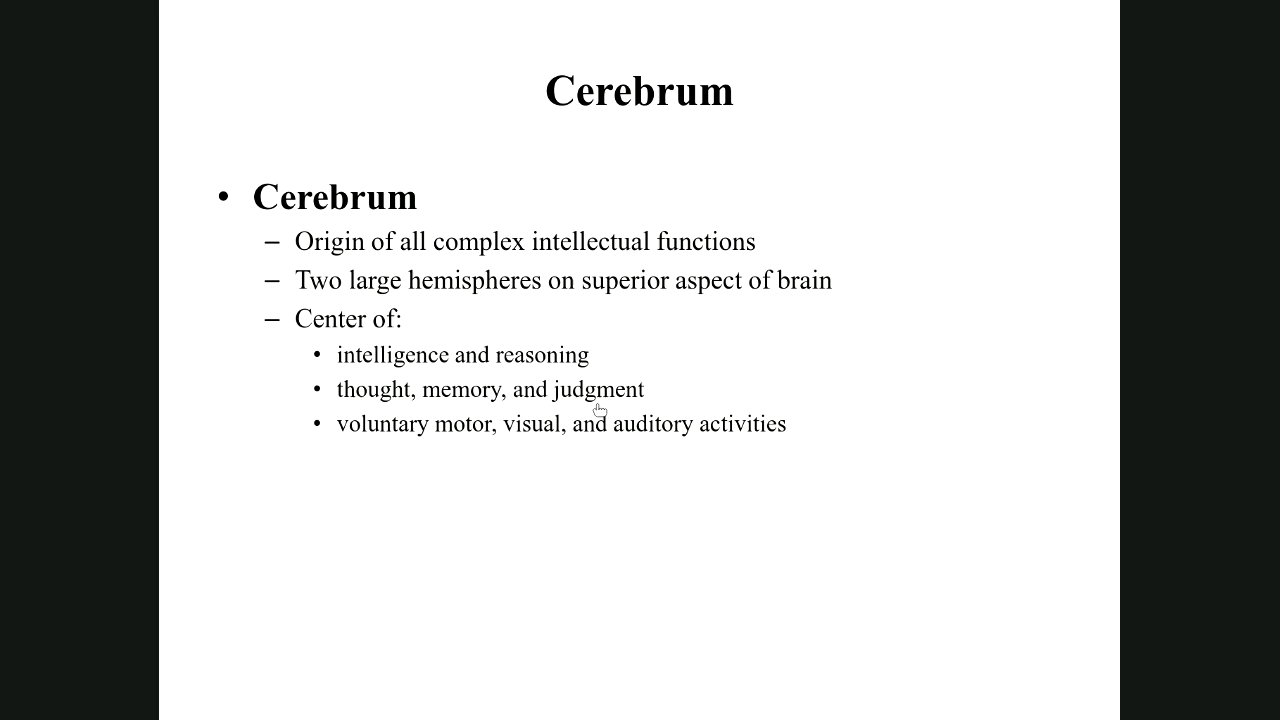 Cerebrum
• Cerebrum
– Origin of all complex intellectual functions
– Two large hemispheres on superior aspect of brain
– Center of:
• intelligence and reasoning
• thought, memory, and judgment
• voluntary motor, visual, and auditory activities